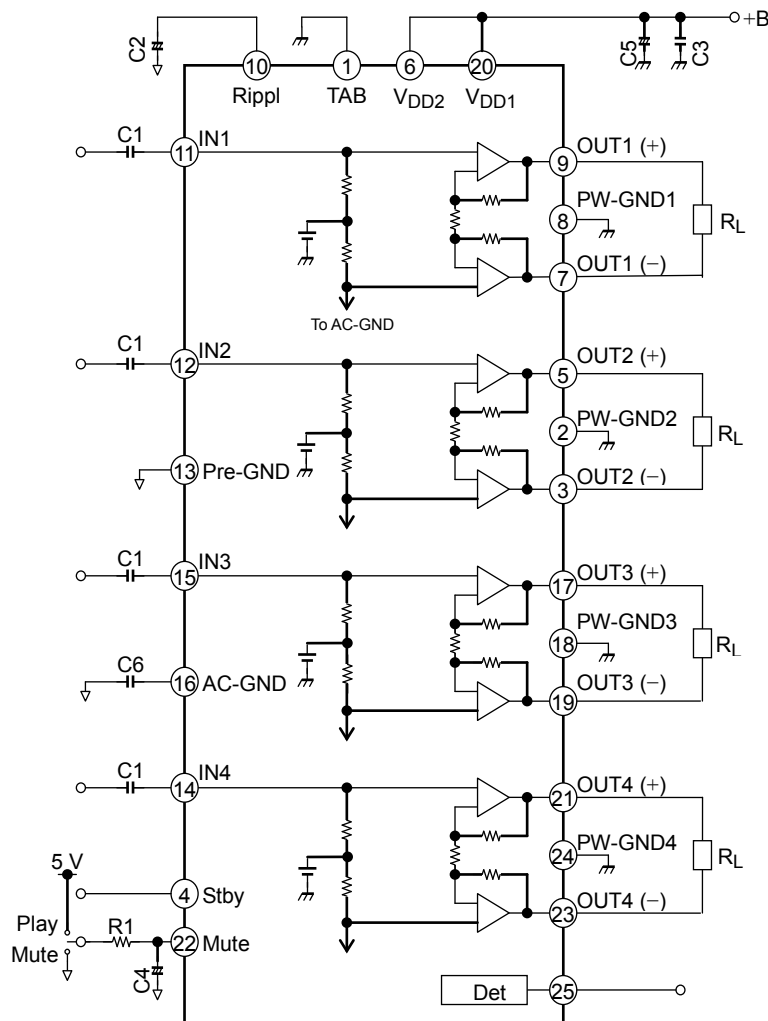 +B
C2
C5
C3
10
1
6
20
Rippl
TAB
VDD2
VDD1
C1
11
IN1
9
OUT1 (+)
8
PW-GND1
RL
7
OUT1 (−)
To AC-GND
C1
12
IN2
5
OUT2 (+)
2
PW-GND2
RL
13
Pre-GND
3
OUT2 (−)
C1
15
IN3
17
OUT3 (+)
18
PW-GND3
RL
C6
16
AC-GND
19
OUT3 (−)
C1
14
IN4
21
OUT4 (+)
24
PW-GND4
RL
5 V
4
Stby
23
OUT4 (−)
Play
R1
22
Mute
Mute
C4
Det
25